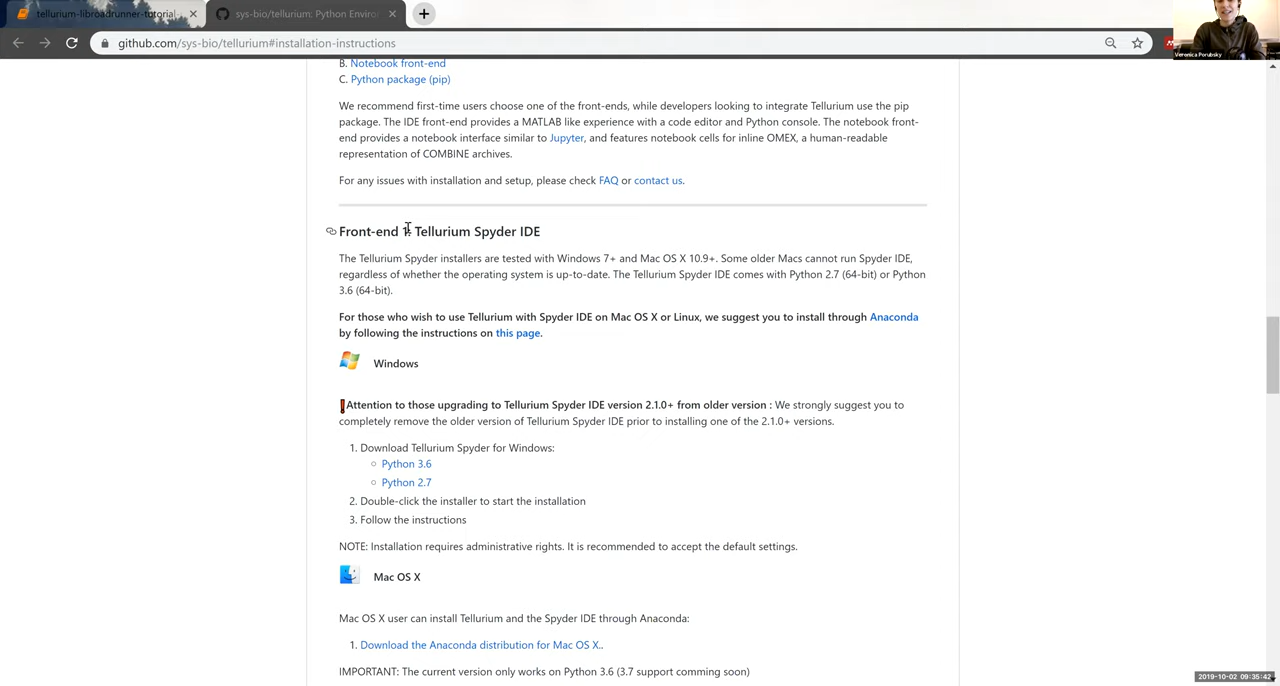 tellurium-libroadrunner-tutorial
sys-bio/tellurium: Python Enviro
github.com/sys-bio/tellurium#installation-instructions
Veronica Porubsky
B. Notebook front-end
C. Python package (pip)
We recommend first-time users choose one of the front-ends, while developers looking to integrate Tellurium use the pip
package. The IDE front-end provides a MATLAB like experience with a code editor and Python console. The notebook front-
end provides a notebook interface similar to Jupyter, and features notebook cells for inline OMEX, a human-readable
representation of COMBINE archives.
For any issues with installation and setup, please check FAQ or contact us.
Front-end 1: Tellurium Spyder IDE
The Tellurium Spyder installers are tested with Windows 7+ and Mac OS X 10.9+. Some older Macs cannot run Spyder IDE,
regardless of whether the operating system is up-to-date. The Tellurium Spyder IDE comes with Python 2.7 (64-bit) or Python
3.6 (64-bit).
For those who wish to use Tellurium with Spyder IDE on Mac OS X or Linux, we suggest you to install through Anaconda
by following the instructions on this page.
Windows
Attention to those upgrading to Tellurium Spyder IDE version 2.1.0+ from older version : We strongly suggest you to
completely remove the older version of Tellurium Spyder IDE prior to installing one of the 2.1.0+ versions.
1. Download Tellurium Spyder for Windows:
Python 3.6
Python 2.7
2. Double-click the installer to start the installation
3. Follow the instructions
NOTE: Installation requires administrative rights. It is recommended to accept the default settings.
Mac OS X
Mac OS X user can install Tellurium and the Spyder IDE through Anaconda:
1. Download the Anaconda distribution for Mac OS X..
IMPORTANT: The current version only works on Python 3.6 (3.7 support comming soon)
2019-10-02 09:35:42